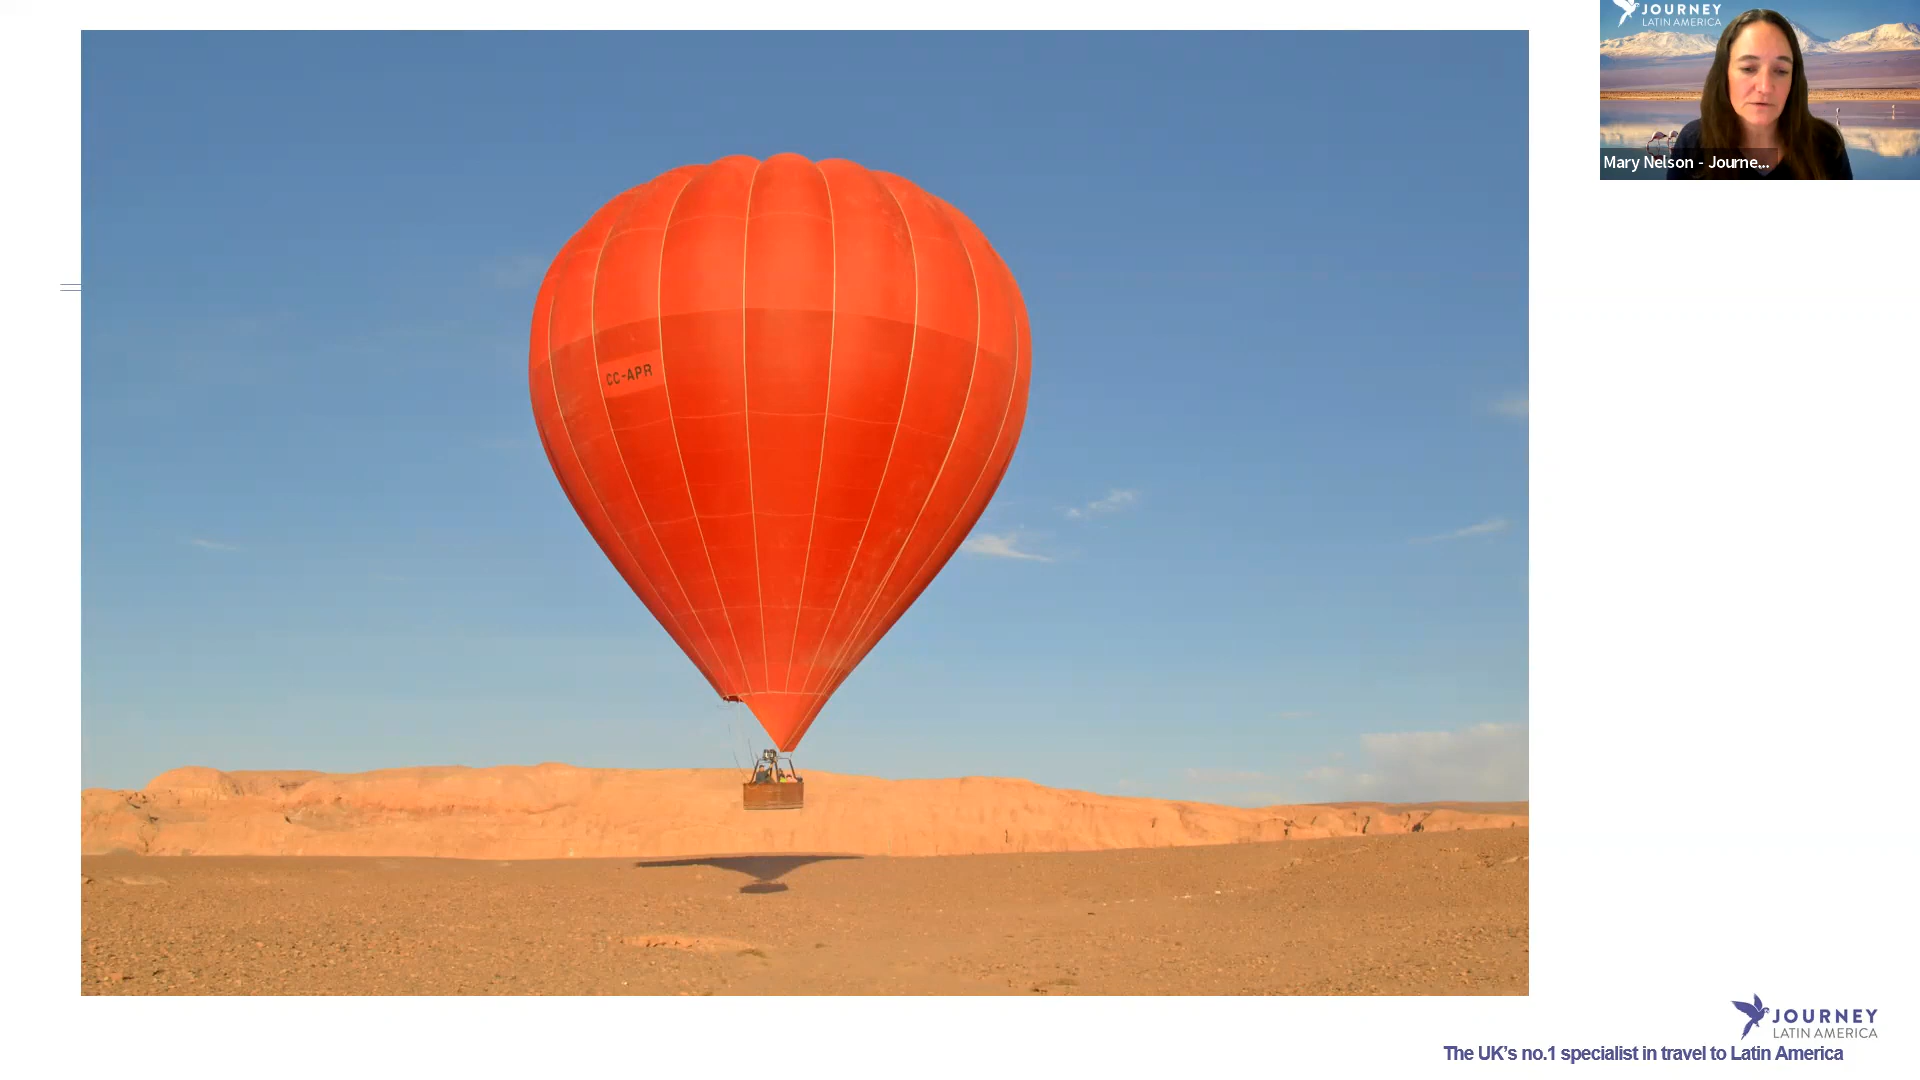 JOURNEY
LATIN AMERICA
Mary Nelson - Journe...
CC-APR
JOURNEY
LATIN AMERICA
The UK's no.1 specialist in travel to Latin America